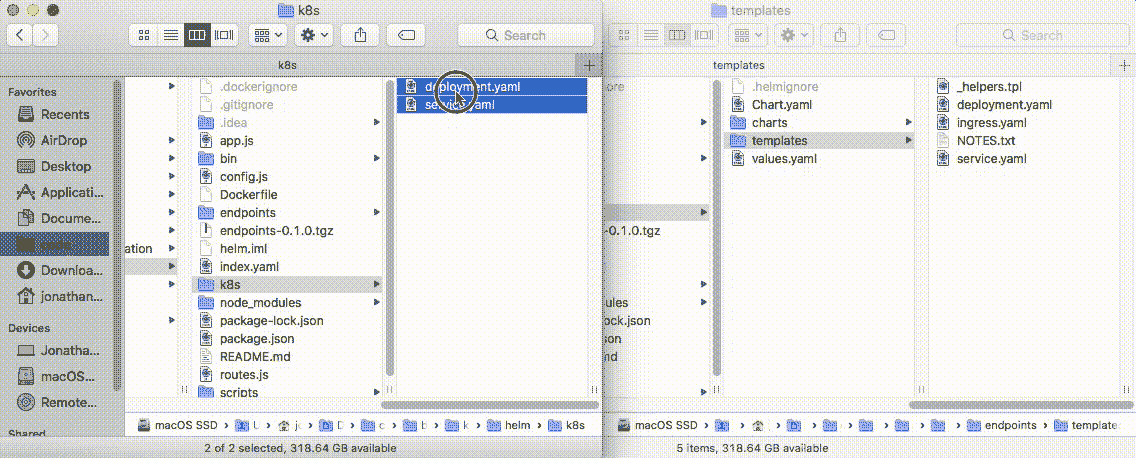 k8s
Search
k8s
Favorites
Recents
AirDrop
Desktop
Applicati...
Docume...
Downloa...
jonathan...
Devices
Jonatha...
macOS...
Remote...
Shared
ation
.dockerignore
.gitignore
.idea
app.js
bin
config.js
Dockerfile
endpoints
endpoints-0.1.0.tgz
helm.iml
index.yaml
k8s
node_modules
package-lock.json
package.json
README.md
routes.js
scripts
deployment.yaml
service.yaml
macOS SSD › U › jo › D › c › b › k › helm › k8s
2 of 2 selected, 318.64 GB available
templates
Search
templates
ore
-0.1.0.tgz
ules
ock.json
son
md
.helmignore
Chart.yaml
charts
templates
values.yaml
_helpers.tpl
deployment.yaml
ingress.yaml
NOTES.txt
service.yaml
macOS SSD › endpoints › template
5 items, 318.64 GB available